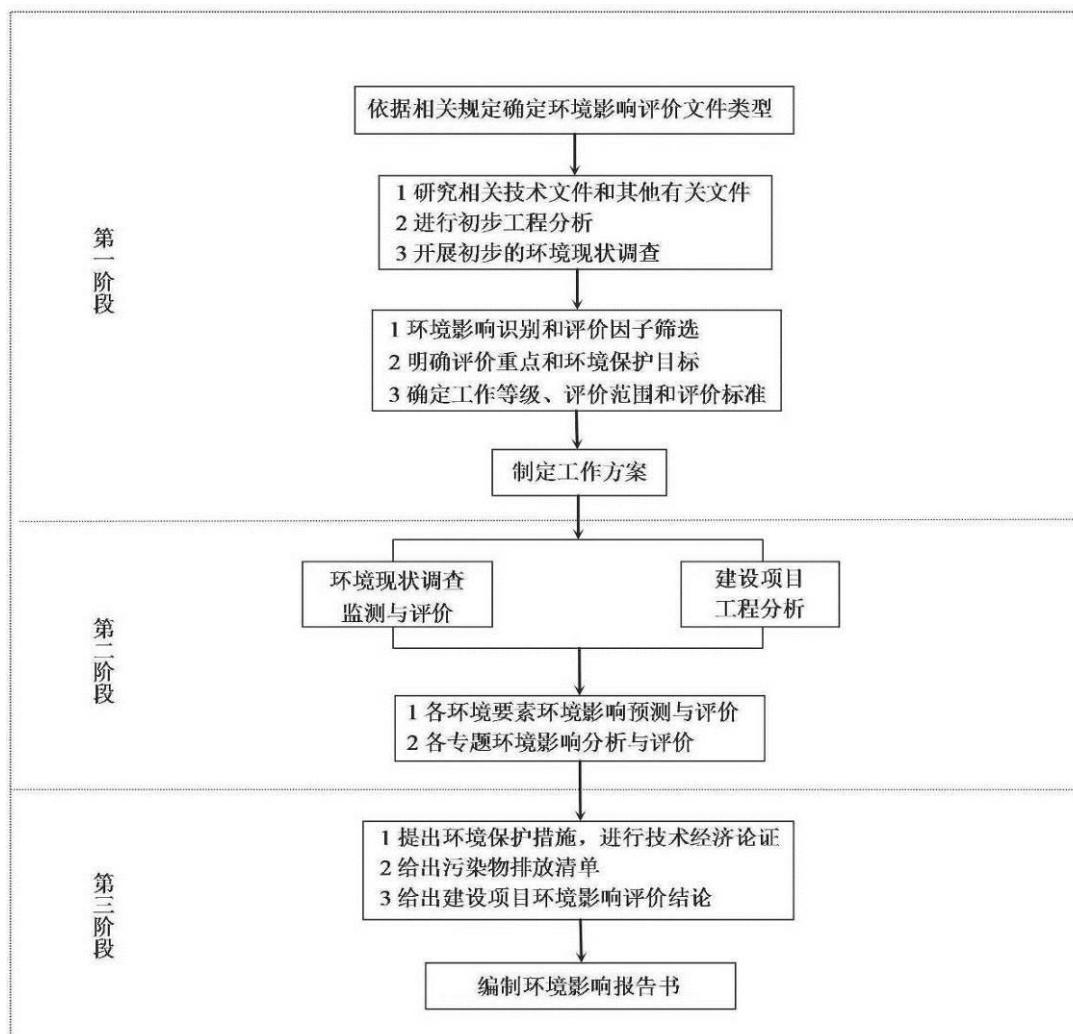 依据相关规定确定环境影响评价文件类型
第一阶段
1 研究相关技术文件和其他有关文件
2 进行初步工程分析
3 开展初步的环境现状调查
1 环境影响识别和评价因子筛选
2 明确评价重点和环境保护目标
3 确定工作等级、评价范围和评价标准
制定工作方案
第二阶段
环境现状调查
监测与评价
建设项目
工程分析
1 各环境要素环境影响预测与评价
2 各专题环境影响分析与评价
第三阶段
1 提出环境保护措施，进行技术经济论证
2 给出污染物排放清单
3 给出建设项目环境影响评价结论
编制环境影响报告书